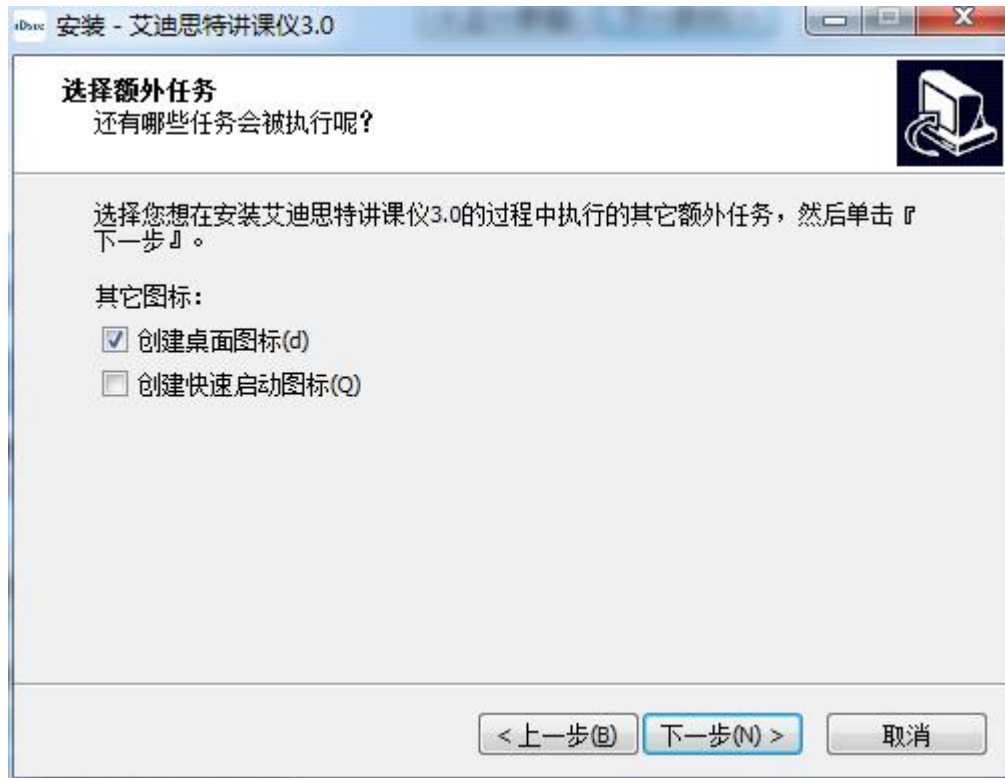 安装 - 艾迪思特讲课仪3.0
选择额外任务
还有哪些任务会被执行呢?
选择您想在安装艾迪思特讲课仪3.0的过程中执行的其它额外任务，然后单击『
下一步』。
其它图标:
创建桌面图标(d)
创建快速启动图标(Q)
<上一步(B) 下一步(N) > 取消